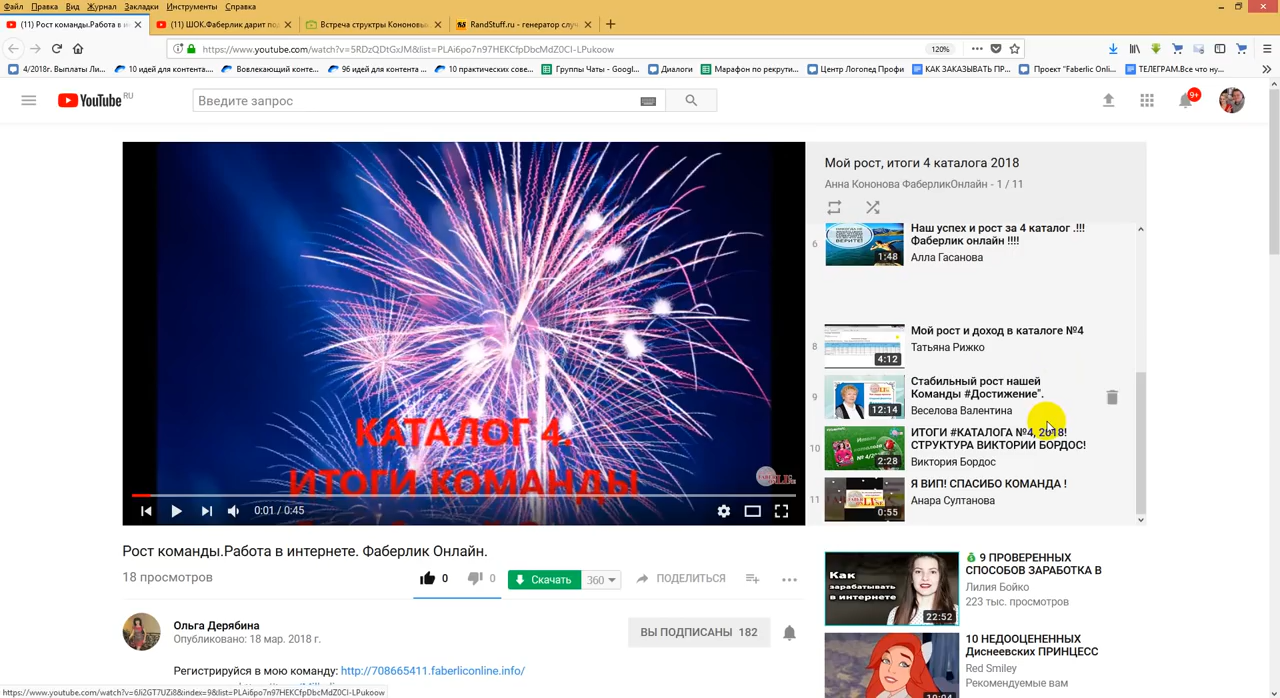 Файл Правка Вид Журнал Закладки Инструменты Справка
(11) Рост команды.Работа в и
(11) ШОК.Фаберлик дарит по
Встреча структры Кононовы
RandStuff.ru - генератор случ
https://www.youtube.com/watch?v=5RDzQDtGxJM&list=PLAi6po7n97HEKCfpDbcMdZ0CI-LPukoow
120%
4/2018г. Выплаты Ли...
10 идей для контента....
Вовлекающий конте...
96 идей для контента ...
10 практических сове...
Группы Чаты - Googl...
Диалоги
Марафон по рекрути...
Центр Логопед Профи
КАК ЗАКАЗЫВАТЬ ПР...
Проект "Faberlic Onli...
ТЕЛЕГРАМ.Все что ну...
YouTube RU
Введите запрос
9+
КАТАЛОГ 4.
ИТОГИ КОМАНДЫ
0:01 / 0:45
Мой рост, итоги 4 каталога 2018
Анна Кононова ФаберликОнлайн - 1 / 11
6
Наш успех и рост за 4 каталог .!!!
Фаберлик онлайн !!!!
Алла Гасанова
ВЕРИТЕ!
1:48
8
Мой рост и доход в каталоге №4
Татьяна Рижко
4:12
9
Стабильный рост нашей
Команды #Достижение".
Веселова Валентина
12:14
10
ИТОГИ #КАТАЛОГА №4, 2018!
СТРУКТУРА ВИКТОРИИ БОРДОС!
Виктория Бордос
2:28
11
Я ВИП! СПАСИБО КОМАНДА !
Анара Султанова
0:55
Рост команды.Работа в интернете. Фаберлик Онлайн.
18 просмотров
0
0
Скачать
360
ПОДЕЛИТЬСЯ
Ольга Дерябина
Опубликовано: 18 мар. 2018 г.
ВЫ ПОДПИСАНЫ 182
Регистрируйся в мою команду: http://708665411.faberliconline.info/
Как
зарабатывать
в интернете
22:52
9 ПРОВЕРЕННЫХ
СПОСОБОВ ЗАРАБОТКА В
Лилия Бойко
223 тыс. просмотров
10 НЕДООЦЕНЕННЫХ
Диснеевских ПРИНЦЕСС
Red Smiley
Рекомендуемые вам
10:04
https://www.youtube.com/watch?v=6Ji2GT7UZi8&index=9&list=PLAi6po7n97HEKCfpDbcMdZ0CI-LPukoow